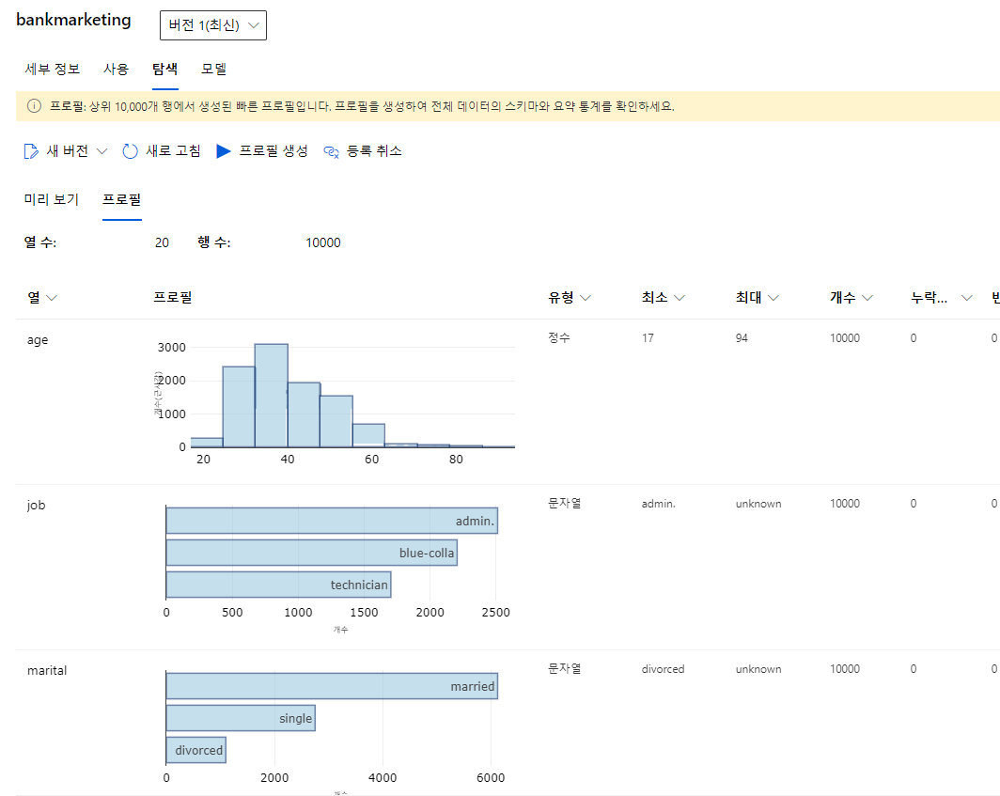 bankmarketing
버전 1(최신)
세부 정보 사용 탐색 모델
프로필: 상위 10,000개 행에서 생성된 빠른 프로필입니다. 프로필을 생성하여 전체 데이터의 스키마와 요약 통계를 확인하세요.
새 버전 새로 고침 프로필 생성 등록 취소
미리 보기 프로필
열 수: 20 행 수: 10000
열 프로필 유형 최소 최대 개수 누락...
age 정수 17 94 10000 0 0
3000
2000
1000
0
20 40 60 80
job 문자열 admin. unknown 10000 0 0
admin.
blue-colla
technician
0 500 1000 1500 2000 2500
개수
marital 문자열 divorced unknown 10000 0 0
married
single
divorced
0 2000 4000 6000